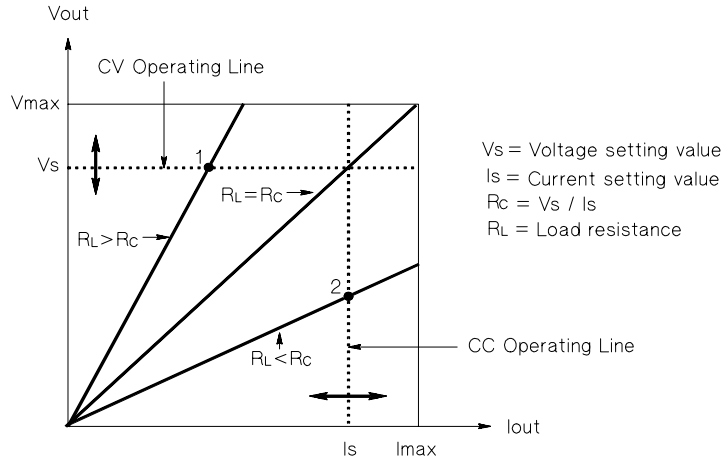 Vout
CV Operating Line
Vmax
1
Vs
RL=RC
RL>RC
Vs = Voltage setting value
Is = Current setting value
RC = Vs / Is
RL = Load resistance
2
RL<RC
CC Operating Line
Iout
Is
Imax